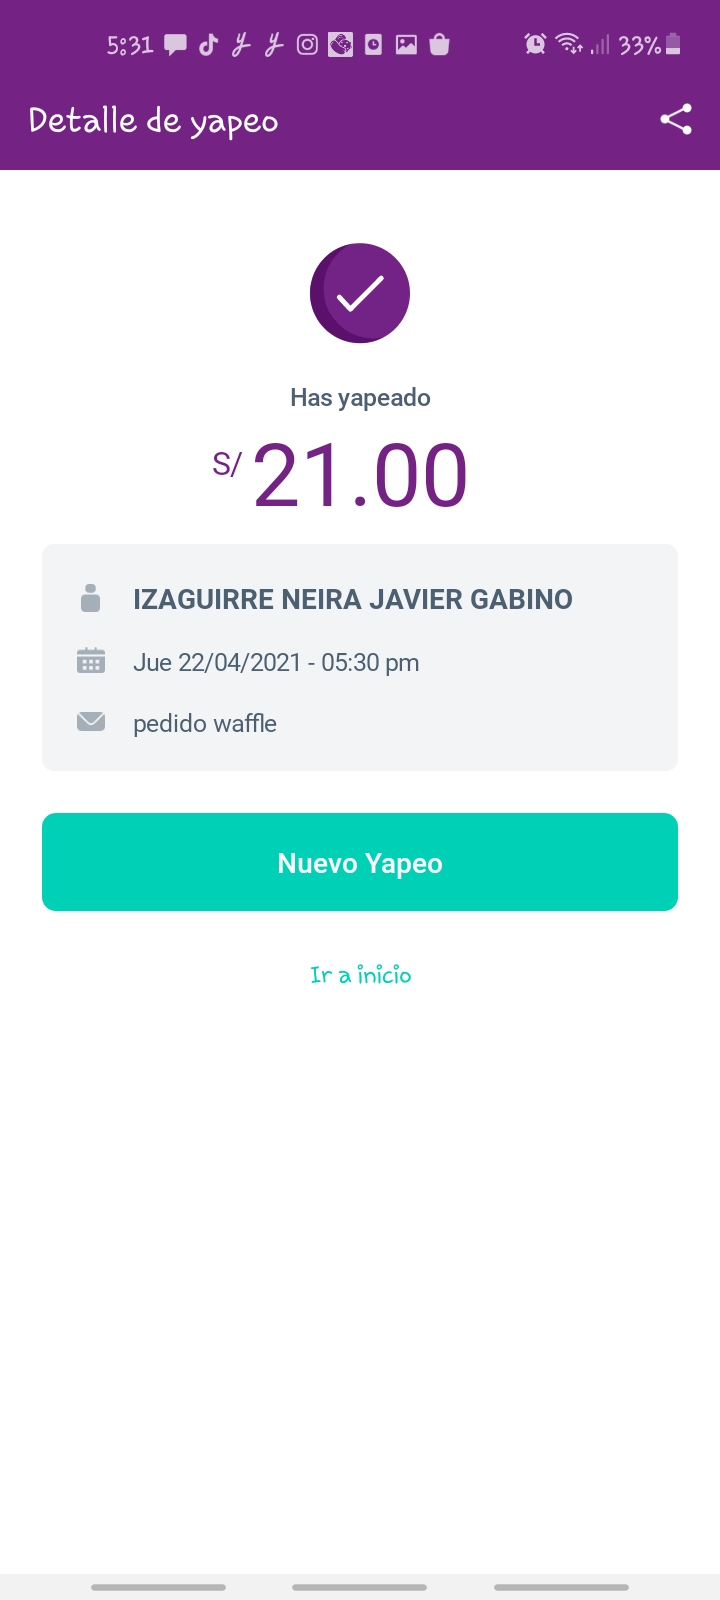 5:31
33%
Detalle de yapeo
Has yapeado
S/ 21.00
IZAGUIRRE NEIRA JAVIER GABINO
Jue 22/04/2021 - 05:30 pm
pedido waffle
Nuevo Yapeo
Ir a inicio